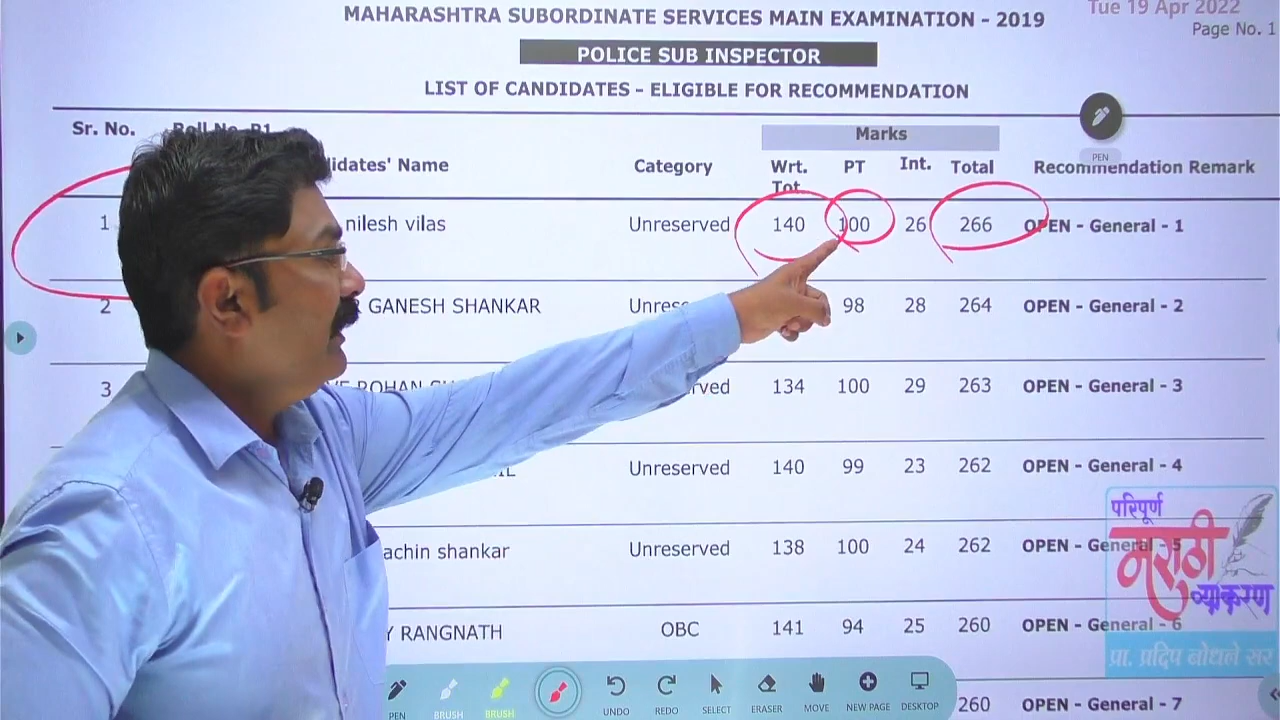 MAHARASHTRA SUBORDINATE SERVICES MAIN EXAMINATION - 2019
Tue 19 Apr 2022
Page No. 1
POLICE SUB INSPECTOR
LIST OF CANDIDATES - ELIGIBLE FOR RECOMMENDATION
Sr. No. Roll No. Marks
Name Category Wrt. Tot. PT Int. Total Recommendation Remark
PEN
1 nilesh vilas Unreserved 140 100 26 266 OPEN - General - 1
2 GANESH SHANKAR 98 28 264 OPEN - General - 2
3 ROHAN 134 100 29 263 OPEN - General - 3
Unreserved 140 99 23 262 OPEN - General - 4
achin shankar Unreserved 138 100 24 262 OPEN - General - 5
RANGNATH OBC 141 94 25 260 OPEN - General - 6
260 OPEN - General - 7
परिपूर्ण
मराठी
व्याकरण
प्रा. प्रदिप बोधने सर
PEN BRUSH BRUSH UNDO REDO SELECT ERASER MOVE NEW PAGE DESKTOP